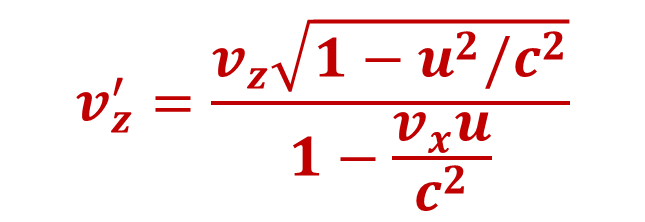 v′_z = (v_z √(1 − u²/c²)) / (1 − (v_x u)/c²)